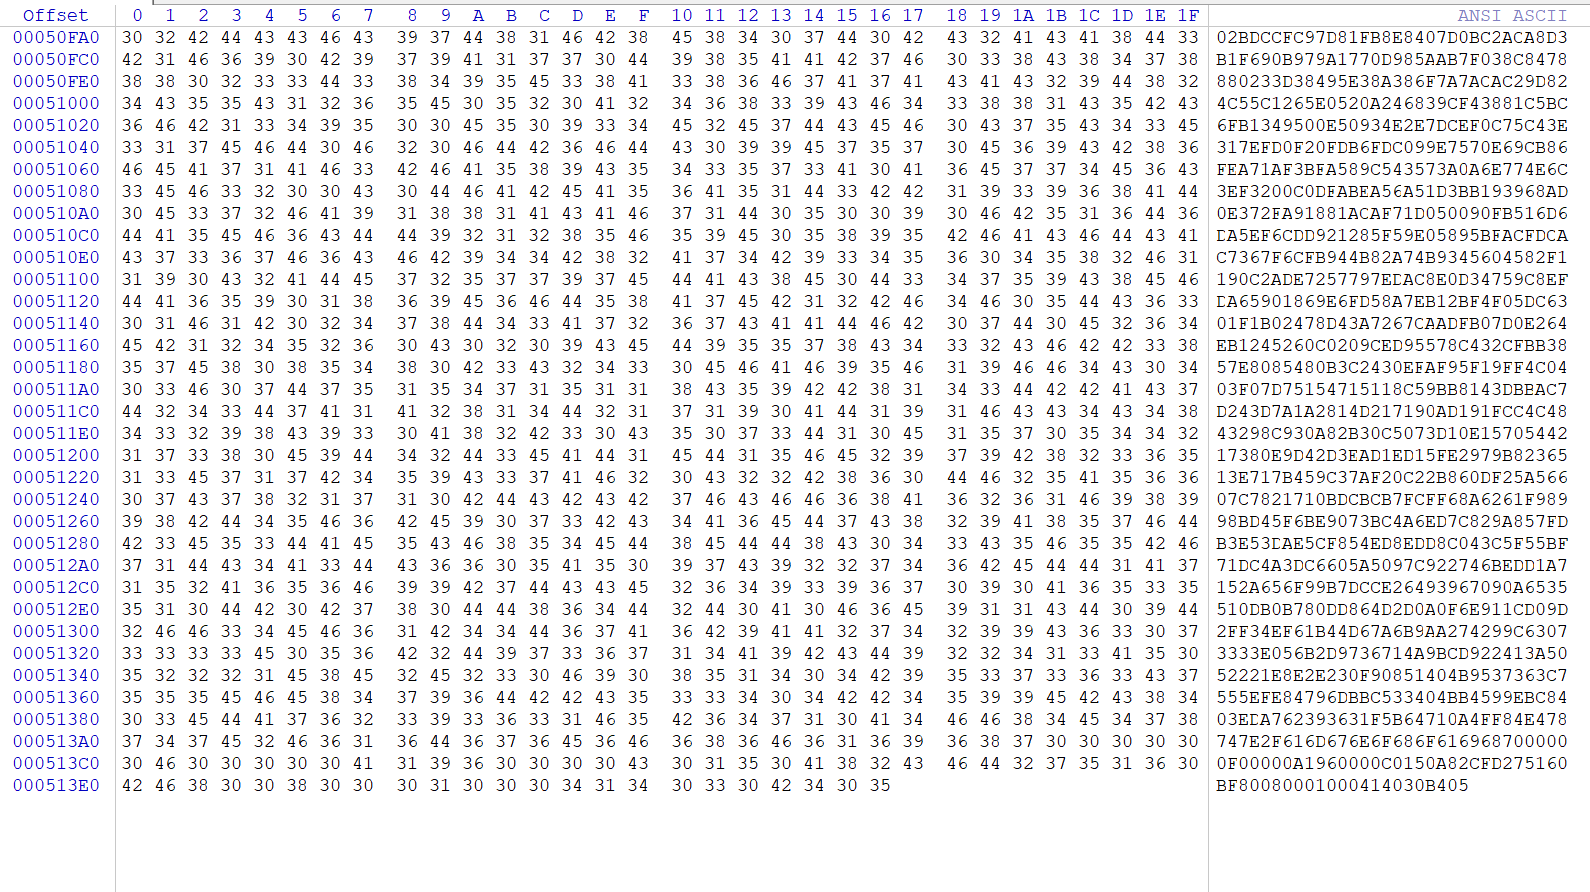 Offset 0 1 2 3 4 5 6 7 8 9 A B C D E F 10 11 12 13 14 15 16 17 18 19 1A 1B 1C 1D 1E 1F ANSI ASCII
00050FA0 30 32 42 44 43 43 46 43 39 37 44 38 31 46 42 38 45 38 34 30 37 44 30 42 43 32 41 43 41 38 44 33 02BDCCFC97D81FB8E8407D0BC2ACA8D3
00050FC0 42 31 46 36 39 30 42 39 37 39 41 31 37 37 30 44 39 38 35 41 41 42 37 46 30 33 38 43 38 34 37 38 B1F690B979A1770D985AAB7F038C8478
00050FE0 38 38 30 32 33 33 44 33 38 34 39 35 45 33 38 41 33 38 36 46 37 41 37 41 43 41 43 32 39 44 38 32 880233D38495E38A386F7A7ACAC29D82
00051000 34 43 35 35 43 31 32 36 35 45 30 35 32 30 41 32 34 36 38 33 39 43 46 34 33 38 38 31 43 35 42 43 4C55C1265E0520A246839CF43881C5BC
00051020 36 46 42 31 33 34 39 35 30 30 45 35 30 39 33 34 45 32 45 37 44 43 45 46 30 43 37 35 43 34 33 45 6FB1349500E50934E2E7DCEF0C75C43E
00051040 33 31 37 45 46 44 30 46 32 30 46 44 42 36 46 44 43 30 39 39 45 37 35 37 30 45 36 39 43 42 38 36 317EFD0F20FDB6FDC099E7570E69CB86
00051060 46 45 41 37 31 41 46 33 42 46 41 35 38 39 43 35 34 33 35 37 33 41 30 41 36 45 37 37 34 45 36 43 FEA71AF3BFA589C543573A0A6E774E6C
00051080 33 45 46 33 32 30 30 43 30 44 46 41 42 45 41 35 36 41 35 31 44 33 42 42 31 39 33 39 36 38 41 44 3EF3200C0DFABEA56A51D3BB193968AD
000510A0 30 45 33 37 32 46 41 39 31 38 38 31 41 43 41 46 37 31 44 30 35 30 30 39 30 46 42 35 31 36 44 36 0E372FA91881ACAF71D050090FB516D6
000510C0 44 41 35 45 46 36 43 44 44 39 32 31 32 38 35 46 35 39 45 30 35 38 39 35 42 46 41 43 46 44 43 41 DA5EF6CDD921285F59E05895BFACFDCA
000510E0 43 37 33 36 37 46 36 43 46 42 39 34 34 42 38 32 41 37 34 42 39 33 34 35 36 30 34 35 38 32 46 31 C7367F6CFB944B82A74B9345604582F1
00051100 31 39 30 43 32 41 44 45 37 32 35 37 37 39 37 45 44 41 43 38 45 30 44 33 34 37 35 39 43 38 45 46 190C2ADE7257797EDAC8E0D34759C8EF
00051120 44 41 36 35 39 30 31 38 36 39 45 36 46 44 35 38 41 37 45 42 31 32 42 46 34 46 30 35 44 43 36 33 DA65901869E6FD58A7EB12BF4F05DC63
00051140 30 31 46 31 42 30 32 34 37 38 44 34 33 41 37 32 36 37 43 41 41 44 46 42 30 37 44 30 45 32 36 34 01F1B02478D43A7267CAADFB07D0E264
00051160 45 42 31 32 34 35 32 36 30 43 30 32 30 39 43 45 44 39 35 35 37 38 43 34 33 32 43 46 42 42 33 38 EB1245260C0209CED95578C432CFBB38
00051180 35 37 45 38 30 38 35 34 38 30 42 33 43 32 34 33 30 45 46 41 46 39 35 46 31 39 46 46 34 43 30 34 57E8085480B3C2430EFAF95F19FF4C04
000511A0 30 33 46 30 37 44 37 35 31 35 34 37 31 35 31 31 38 43 35 39 42 42 38 31 34 33 44 42 42 41 43 37 03F07D75154715118C59BB8143DBBAC7
000511C0 44 32 34 33 44 37 41 31 41 32 38 31 34 44 32 31 37 31 39 30 41 44 31 39 31 46 43 43 34 43 34 38 D243D7A1A2814D217190AD191FCC4C48
000511E0 34 33 32 39 38 43 39 33 30 41 38 32 42 33 30 43 35 30 37 33 44 31 30 45 31 35 37 30 35 34 34 32 43298C930A82B30C5073D10E15705442
00051200 31 37 33 38 30 45 39 44 34 32 44 33 45 41 44 31 45 44 31 35 46 45 32 39 37 39 42 38 32 33 36 35 17380E9D42D3EAD1ED15FE2979B82365
00051220 31 33 45 37 31 37 42 34 35 39 43 33 37 41 46 32 30 43 32 32 42 38 36 30 44 46 32 35 41 35 36 36 13E717B459C37AF20C22B860DF25A566
00051240 30 37 43 37 38 32 31 37 31 30 42 44 43 42 43 42 37 46 43 46 46 36 38 41 36 32 36 31 46 39 38 39 07C7821710BDCBCB7FCFF68A6261F989
00051260 39 38 42 44 34 35 46 36 42 45 39 30 37 33 42 43 34 41 36 45 44 37 43 38 32 39 41 38 35 37 46 44 98BD45F6BE9073BC4A6ED7C829A857FD
00051280 42 33 45 35 33 44 41 45 35 43 46 38 35 34 45 44 38 45 44 44 38 43 30 34 33 43 35 46 35 35 42 46 B3E53DAE5CF854ED8EDD8C043C5F55BF
000512A0 37 31 44 43 34 41 33 44 43 36 36 30 35 41 35 30 39 37 43 39 32 32 37 34 36 42 45 44 44 31 41 37 71DC4A3DC6605A5097C922746BEDD1A7
000512C0 31 35 32 41 36 35 36 46 39 39 42 37 44 43 43 45 32 36 34 39 33 39 36 37 30 39 30 41 36 35 33 35 152A656F99B7DCCE26493967090A6535
000512E0 35 31 30 44 42 30 42 37 38 30 44 44 38 36 34 44 32 44 30 41 30 46 36 45 39 31 31 43 44 30 39 44 510DB0B780DD864D2D0A0F6E911CD09D
00051300 32 46 46 33 34 45 46 36 31 42 34 34 44 36 37 41 36 42 39 41 41 32 37 34 32 39 39 43 36 33 30 37 2FF34EF61B44D67A6B9AA274299C6307
00051320 33 33 33 33 45 30 35 36 42 32 44 39 37 33 36 37 31 34 41 39 42 43 44 39 32 32 34 31 33 41 35 30 3333E056B2D9736714A9BCD922413A50
00051340 35 32 32 32 31 45 38 45 32 45 32 33 30 46 39 30 38 35 31 34 30 34 42 39 35 33 37 33 36 33 43 37 52221E8E2E230F90851404B9537363C7
00051360 35 35 35 45 46 45 38 34 37 39 36 44 42 42 43 35 33 33 34 30 34 42 42 34 35 39 39 45 42 43 38 34 555EFE84796DBBC533404BB4599EBC84
00051380 30 33 45 44 41 37 36 32 33 39 33 36 33 31 46 35 42 36 34 37 31 30 41 34 46 46 38 34 45 34 37 38 03EDA762393631F5B64710A4FF84E478
000513A0 37 34 37 45 32 46 36 31 36 44 36 37 36 45 36 46 36 38 36 46 36 31 36 39 36 38 37 30 30 30 30 30 747E2F616D676E6F686F616968700000
000513C0 30 46 30 30 30 30 30 41 31 39 36 30 30 30 30 43 30 31 35 30 41 38 32 43 46 44 32 37 35 31 36 30 0F00000A1960000C0150A82CFD275160
000513E0 42 46 38 30 30 38 30 30 30 31 30 30 30 34 31 34 30 33 30 42 34 30 35 BF80080001000414030B405